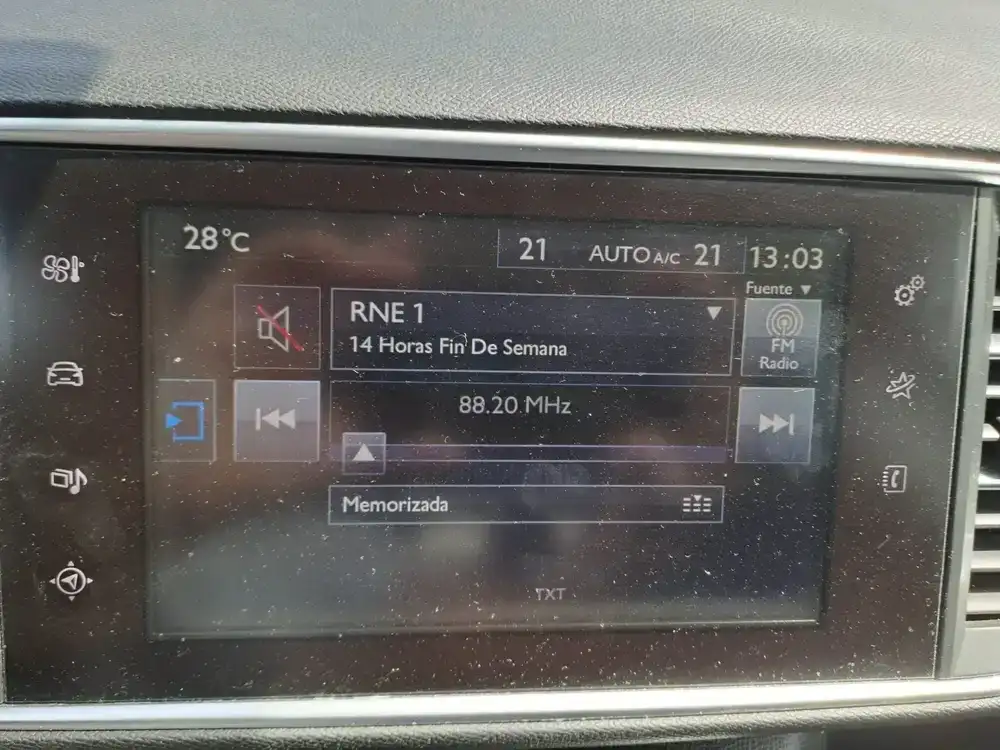 28°C
21 AUTO A/C 21
13:03
Fuente ▼
RNE 1
14 Horas Fin De Semana
FM
Radio
88.20 MHz
Memorizada
TXT